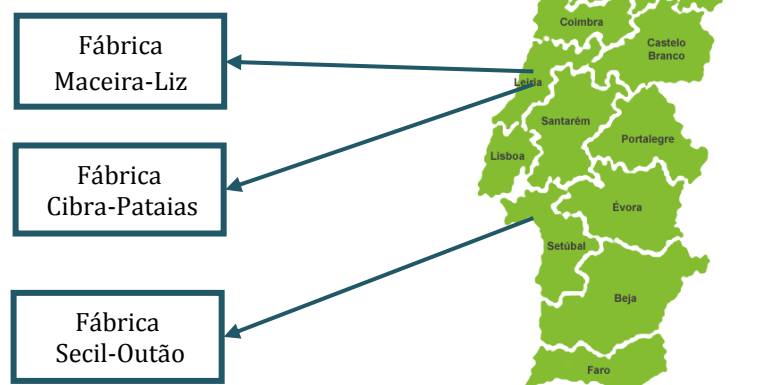 Fábrica
Maceira-Liz
Fábrica
Cibra-Pataias
Fábrica
Secil-Outão
Coimbra
Castelo
Branco
Leiria
Santarém
Portalegre
Lisboa
Évora
Setúbal
Beja
Faro